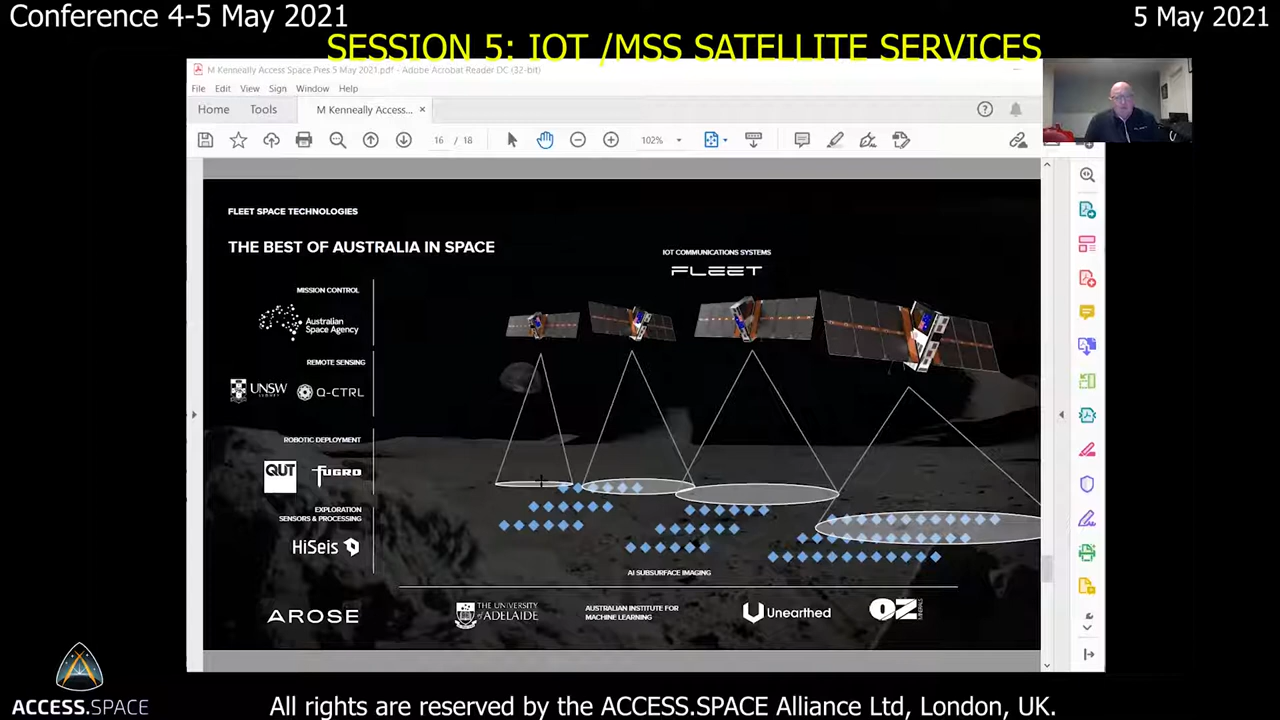 Conference 4-5 May 2021
5 May 2021
SESSION 5: IOT /MSS SATELLITE SERVICES
M Kenneally Access Space Pres 5 May 2021.pdf - Adobe Acrobat Reader DC (32-bit)
File Edit View Sign Window Help
Home Tools M Kenneally Access... ×
16 / 18 102%
FLEET SPACE TECHNOLOGIES
THE BEST OF AUSTRALIA IN SPACE
IOT COMMUNICATIONS SYSTEMS
FLEET
MISSION CONTROL
Australian
Space Agency
REMOTE SENSING
UNSW
SYDNEY
Q-CTRL
ROBOTIC DEPLOYMENT
QUT
FUGRO
EXPLORATION
SENSORS & PROCESSING
HiSeis
AI SUBSURFACE IMAGING
AROSE
THE UNIVERSITY
of ADELAIDE
AUSTRALIAN INSTITUTE FOR
MACHINE LEARNING
Unearthed
OZ
MINERALS
ACCESS.SPACE
All rights are reserved by the ACCESS.SPACE Alliance Ltd, London, UK.